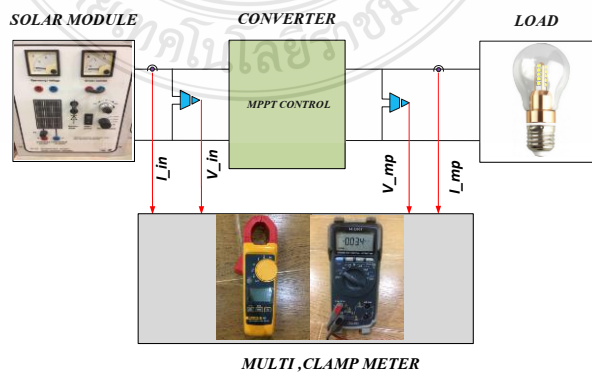 SOLAR MODULE
CONVERTER
LOAD
MPPT CONTROL
I_in
V_in
V_mp
I_mp
MULTI ,CLAMP METER